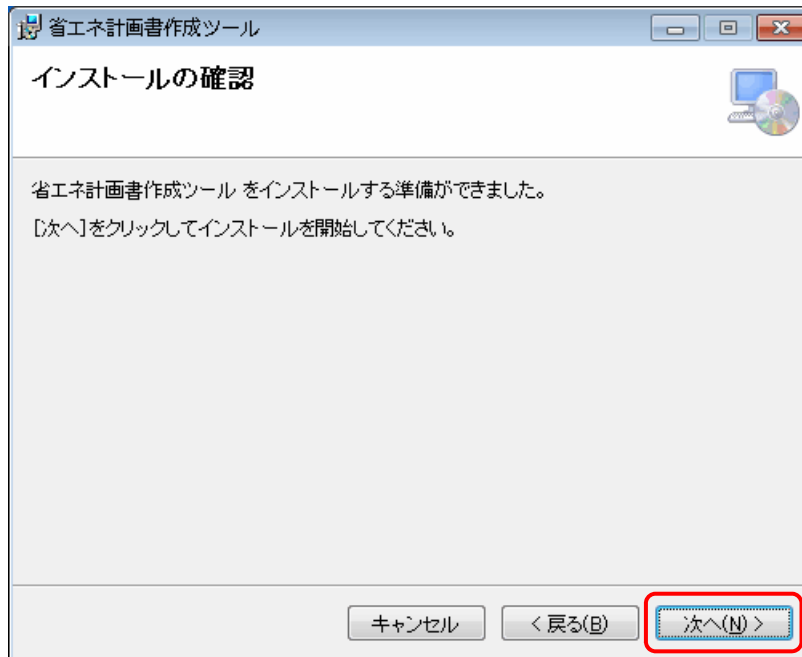 省エネ計画書作成ツール
インストールの確認
省エネ計画書作成ツール をインストールする準備ができました。
[次へ]をクリックしてインストールを開始してください。
キャンセル
< 戻る(B)
次へ(N) >